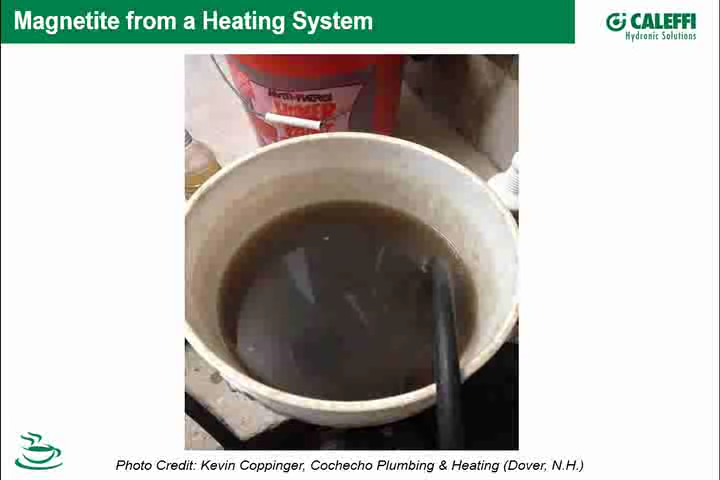 Magnetite from a Heating System
CALEFFI
Hydronic Solutions
Photo Credit: Kevin Coppinger, Cochecho Plumbing & Heating (Dover, N.H.)